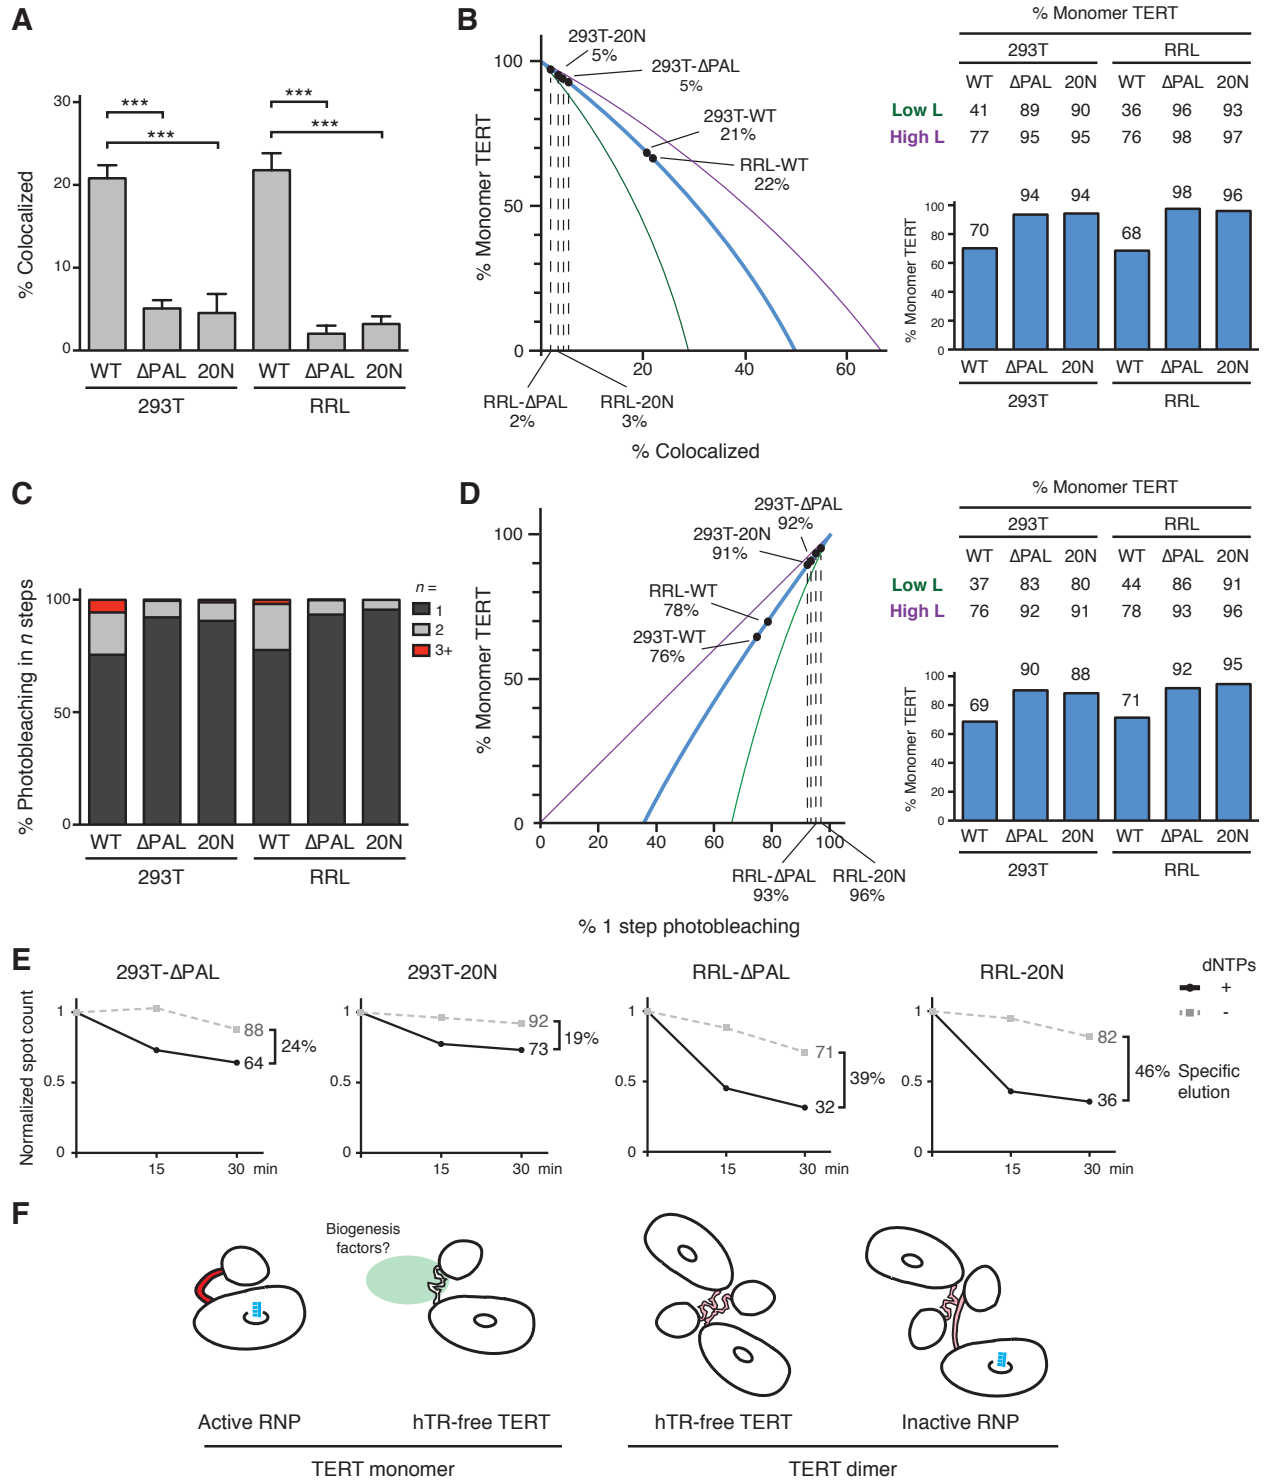 A
% Colocalized
30
20
10
0
***
***
***
***
WT ΔPAL 20N WT ΔPAL 20N
293T RRL
B
% Monomer TERT
100
50
0
20 40 60
293T-20N
5%
293T-ΔPAL
5%
293T-WT
21%
RRL-WT
22%
RRL-ΔPAL
2%
RRL-20N
3%
% Colocalized
% Monomer TERT
293T RRL
WT ΔPAL 20N WT ΔPAL 20N
Low L 41 89 90 36 96 93
High L 77 95 95 76 98 97
% Monomer TERT
100
80
60
40
20
0
70 94 94 68 98 96
WT ΔPAL 20N WT ΔPAL 20N
293T RRL
C
% Photobleaching in n steps
100
50
0
n =
1
2
3+
WT ΔPAL 20N WT ΔPAL 20N
293T RRL
D
% Monomer TERT
100
50
0
0 20 40 60 80 100
293T-ΔPAL
92%
293T-20N
91%
RRL-WT
78%
293T-WT
76%
RRL-ΔPAL
93%
RRL-20N
96%
% 1 step photobleaching
% Monomer TERT
293T RRL
WT ΔPAL 20N WT ΔPAL 20N
Low L 37 83 80 44 86 91
High L 76 92 91 78 93 96
% Monomer TERT
100
80
60
40
20
0
69 90 88 71 92 95
WT ΔPAL 20N WT ΔPAL 20N
293T RRL
E
Normalized spot count
293T-ΔPAL
1
0.5
0
88
64
24%
15 30 min
293T-20N
1
0.5
0
92
73
19%
15 30 min
RRL-ΔPAL
1
0.5
0
71
32
39%
15 30 min
RRL-20N
1
0.5
0
82
36
46%
15 30 min
dNTPs
+
-
Specific
elution
F
Biogenesis
factors?
Active RNP hTR-free TERT hTR-free TERT Inactive RNP
TERT monomer TERT dimer